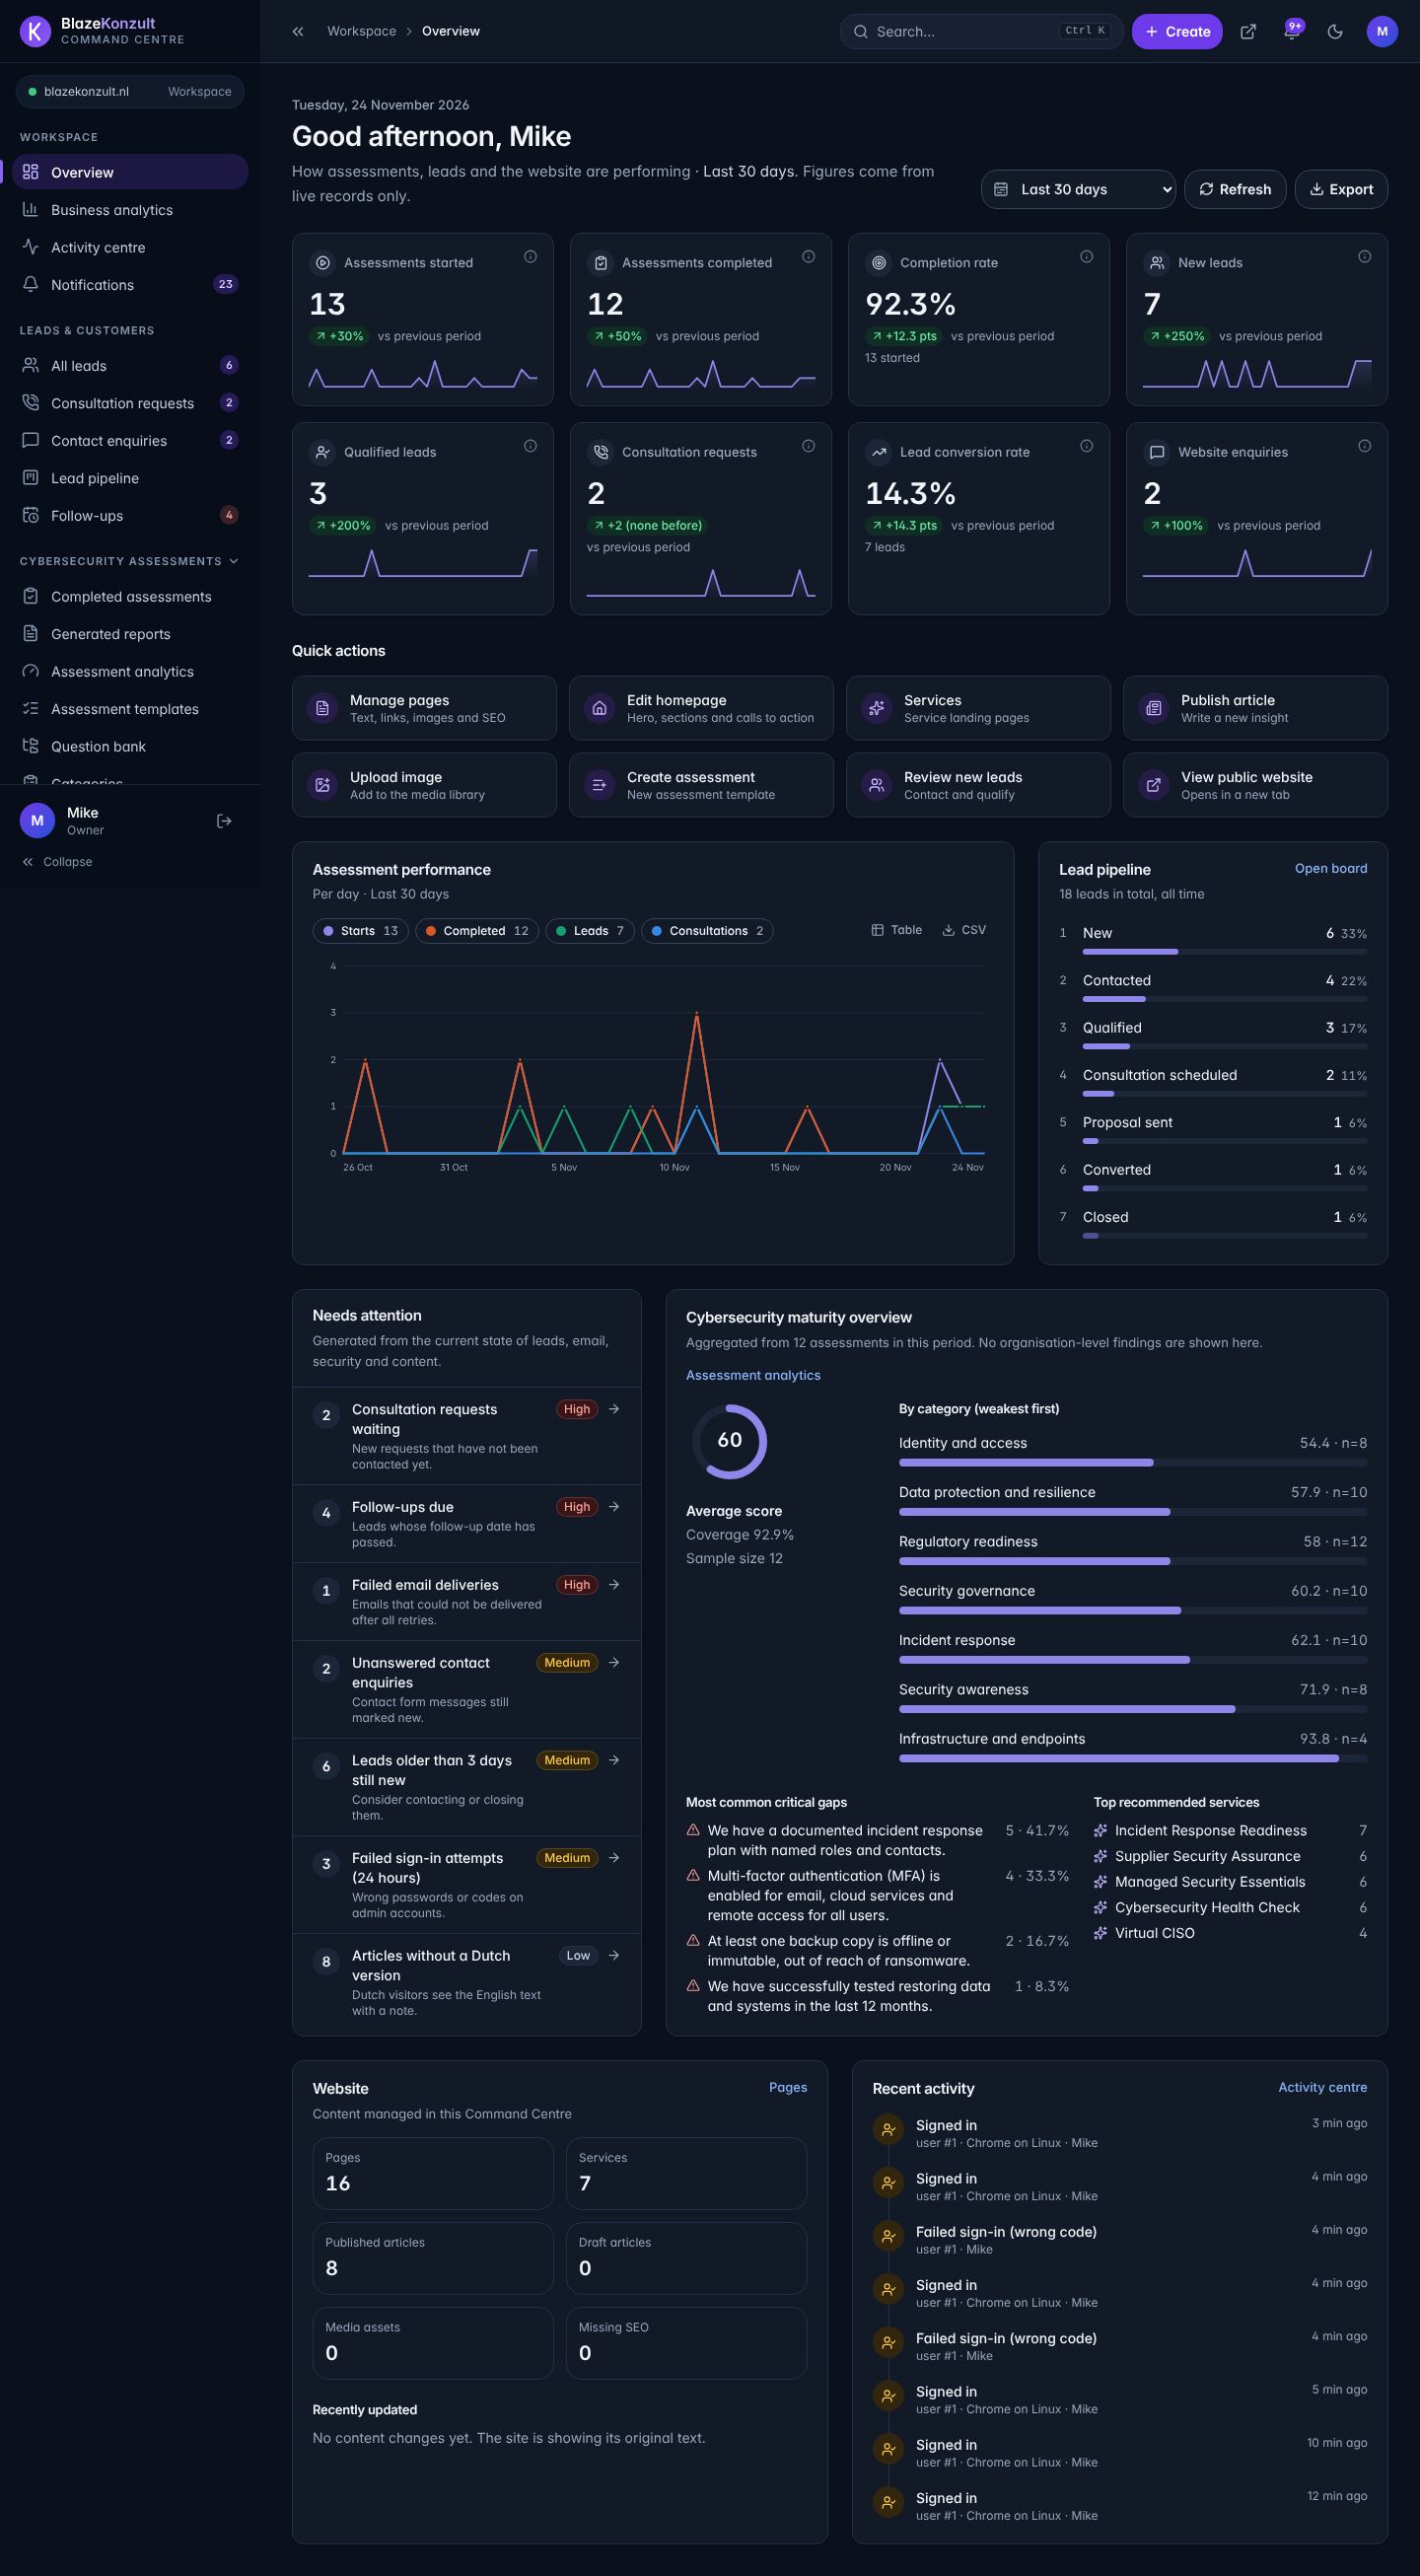 BlazeKonzult
COMMAND CENTRE
Workspace
Overview
Search...
Ctrl K
Create
9+
M
blazekonzult.nl
Workspace
WORKSPACE
Overview
Business analytics
Activity centre
Notifications
23
LEADS & CUSTOMERS
All leads
6
Consultation requests
2
Contact enquiries
2
Lead pipeline
Follow-ups
4
CYBERSECURITY ASSESSMENTS
Completed assessments
Generated reports
Assessment analytics
Assessment templates
Question bank
Categories
M
Mike
Owner
Collapse
Tuesday, 24 November 2026
Good afternoon, Mike
How assessments, leads and the website are performing · Last 30 days. Figures come from
live records only.
Last 30 days
Refresh
Export
Assessments started
13
+30% vs previous period
Assessments completed
12
+50% vs previous period
Completion rate
92.3%
+12.3 pts vs previous period
13 started
New leads
7
+250% vs previous period
Qualified leads
3
+200% vs previous period
Consultation requests
2
+2 (none before)
vs previous period
Lead conversion rate
14.3%
+14.3 pts vs previous period
7 leads
Website enquiries
2
+100% vs previous period
Quick actions
Manage pages
Text, links, images and SEO
Edit homepage
Hero, sections and calls to action
Services
Service landing pages
Publish article
Write a new insight
Upload image
Add to the media library
Create assessment
New assessment template
Review new leads
Contact and qualify
View public website
Opens in a new tab
Assessment performance
Per day · Last 30 days
Starts 13
Completed 12
Leads 7
Consultations 2
Table
CSV
4
3
2
1
0
26 Oct
31 Oct
5 Nov
10 Nov
15 Nov
20 Nov
24 Nov
Lead pipeline
Open board
18 leads in total, all time
1 New 6 33%
2 Contacted 4 22%
3 Qualified 3 17%
4 Consultation scheduled 2 11%
5 Proposal sent 1 6%
6 Converted 1 6%
7 Closed 1 6%
Needs attention
Generated from the current state of leads, email,
security and content.
2
Consultation requests
waiting
High
New requests that have not been
contacted yet.
4
Follow-ups due
High
Leads whose follow-up date has
passed.
1
Failed email deliveries
High
Emails that could not be delivered
after all retries.
2
Unanswered contact
enquiries
Medium
Contact form messages still
marked new.
6
Leads older than 3 days
still new
Medium
Consider contacting or closing
them.
3
Failed sign-in attempts
(24 hours)
Medium
Wrong passwords or codes on
admin accounts.
8
Articles without a Dutch
version
Low
Dutch visitors see the English text
with a note.
Cybersecurity maturity overview
Aggregated from 12 assessments in this period. No organisation-level findings are shown here.
Assessment analytics
60
Average score
Coverage 92.9%
Sample size 12
By category (weakest first)
Identity and access 54.4 · n=8
Data protection and resilience 57.9 · n=10
Regulatory readiness 58 · n=12
Security governance 60.2 · n=10
Incident response 62.1 · n=10
Security awareness 71.9 · n=8
Infrastructure and endpoints 93.8 · n=4
Most common critical gaps
We have a documented incident response 5 · 41.7%
plan with named roles and contacts.
Multi-factor authentication (MFA) is 4 · 33.3%
enabled for email, cloud services and
remote access for all users.
At least one backup copy is offline or 2 · 16.7%
immutable, out of reach of ransomware.
We have successfully tested restoring data 1 · 8.3%
and systems in the last 12 months.
Top recommended services
Incident Response Readiness 7
Supplier Security Assurance 6
Managed Security Essentials 6
Cybersecurity Health Check 6
Virtual CISO 4
Website
Pages
Content managed in this Command Centre
Pages
16
Services
7
Published articles
8
Draft articles
0
Media assets
0
Missing SEO
0
Recently updated
No content changes yet. The site is showing its original text.
Recent activity
Activity centre
Signed in 3 min ago
user #1 · Chrome on Linux · Mike
Signed in 4 min ago
user #1 · Chrome on Linux · Mike
Failed sign-in (wrong code) 4 min ago
user #1 · Mike
Signed in 4 min ago
user #1 · Chrome on Linux · Mike
Failed sign-in (wrong code) 4 min ago
user #1 · Mike
Signed in 5 min ago
user #1 · Chrome on Linux · Mike
Signed in 10 min ago
user #1 · Chrome on Linux · Mike
Signed in 12 min ago
user #1 · Chrome on Linux · Mike